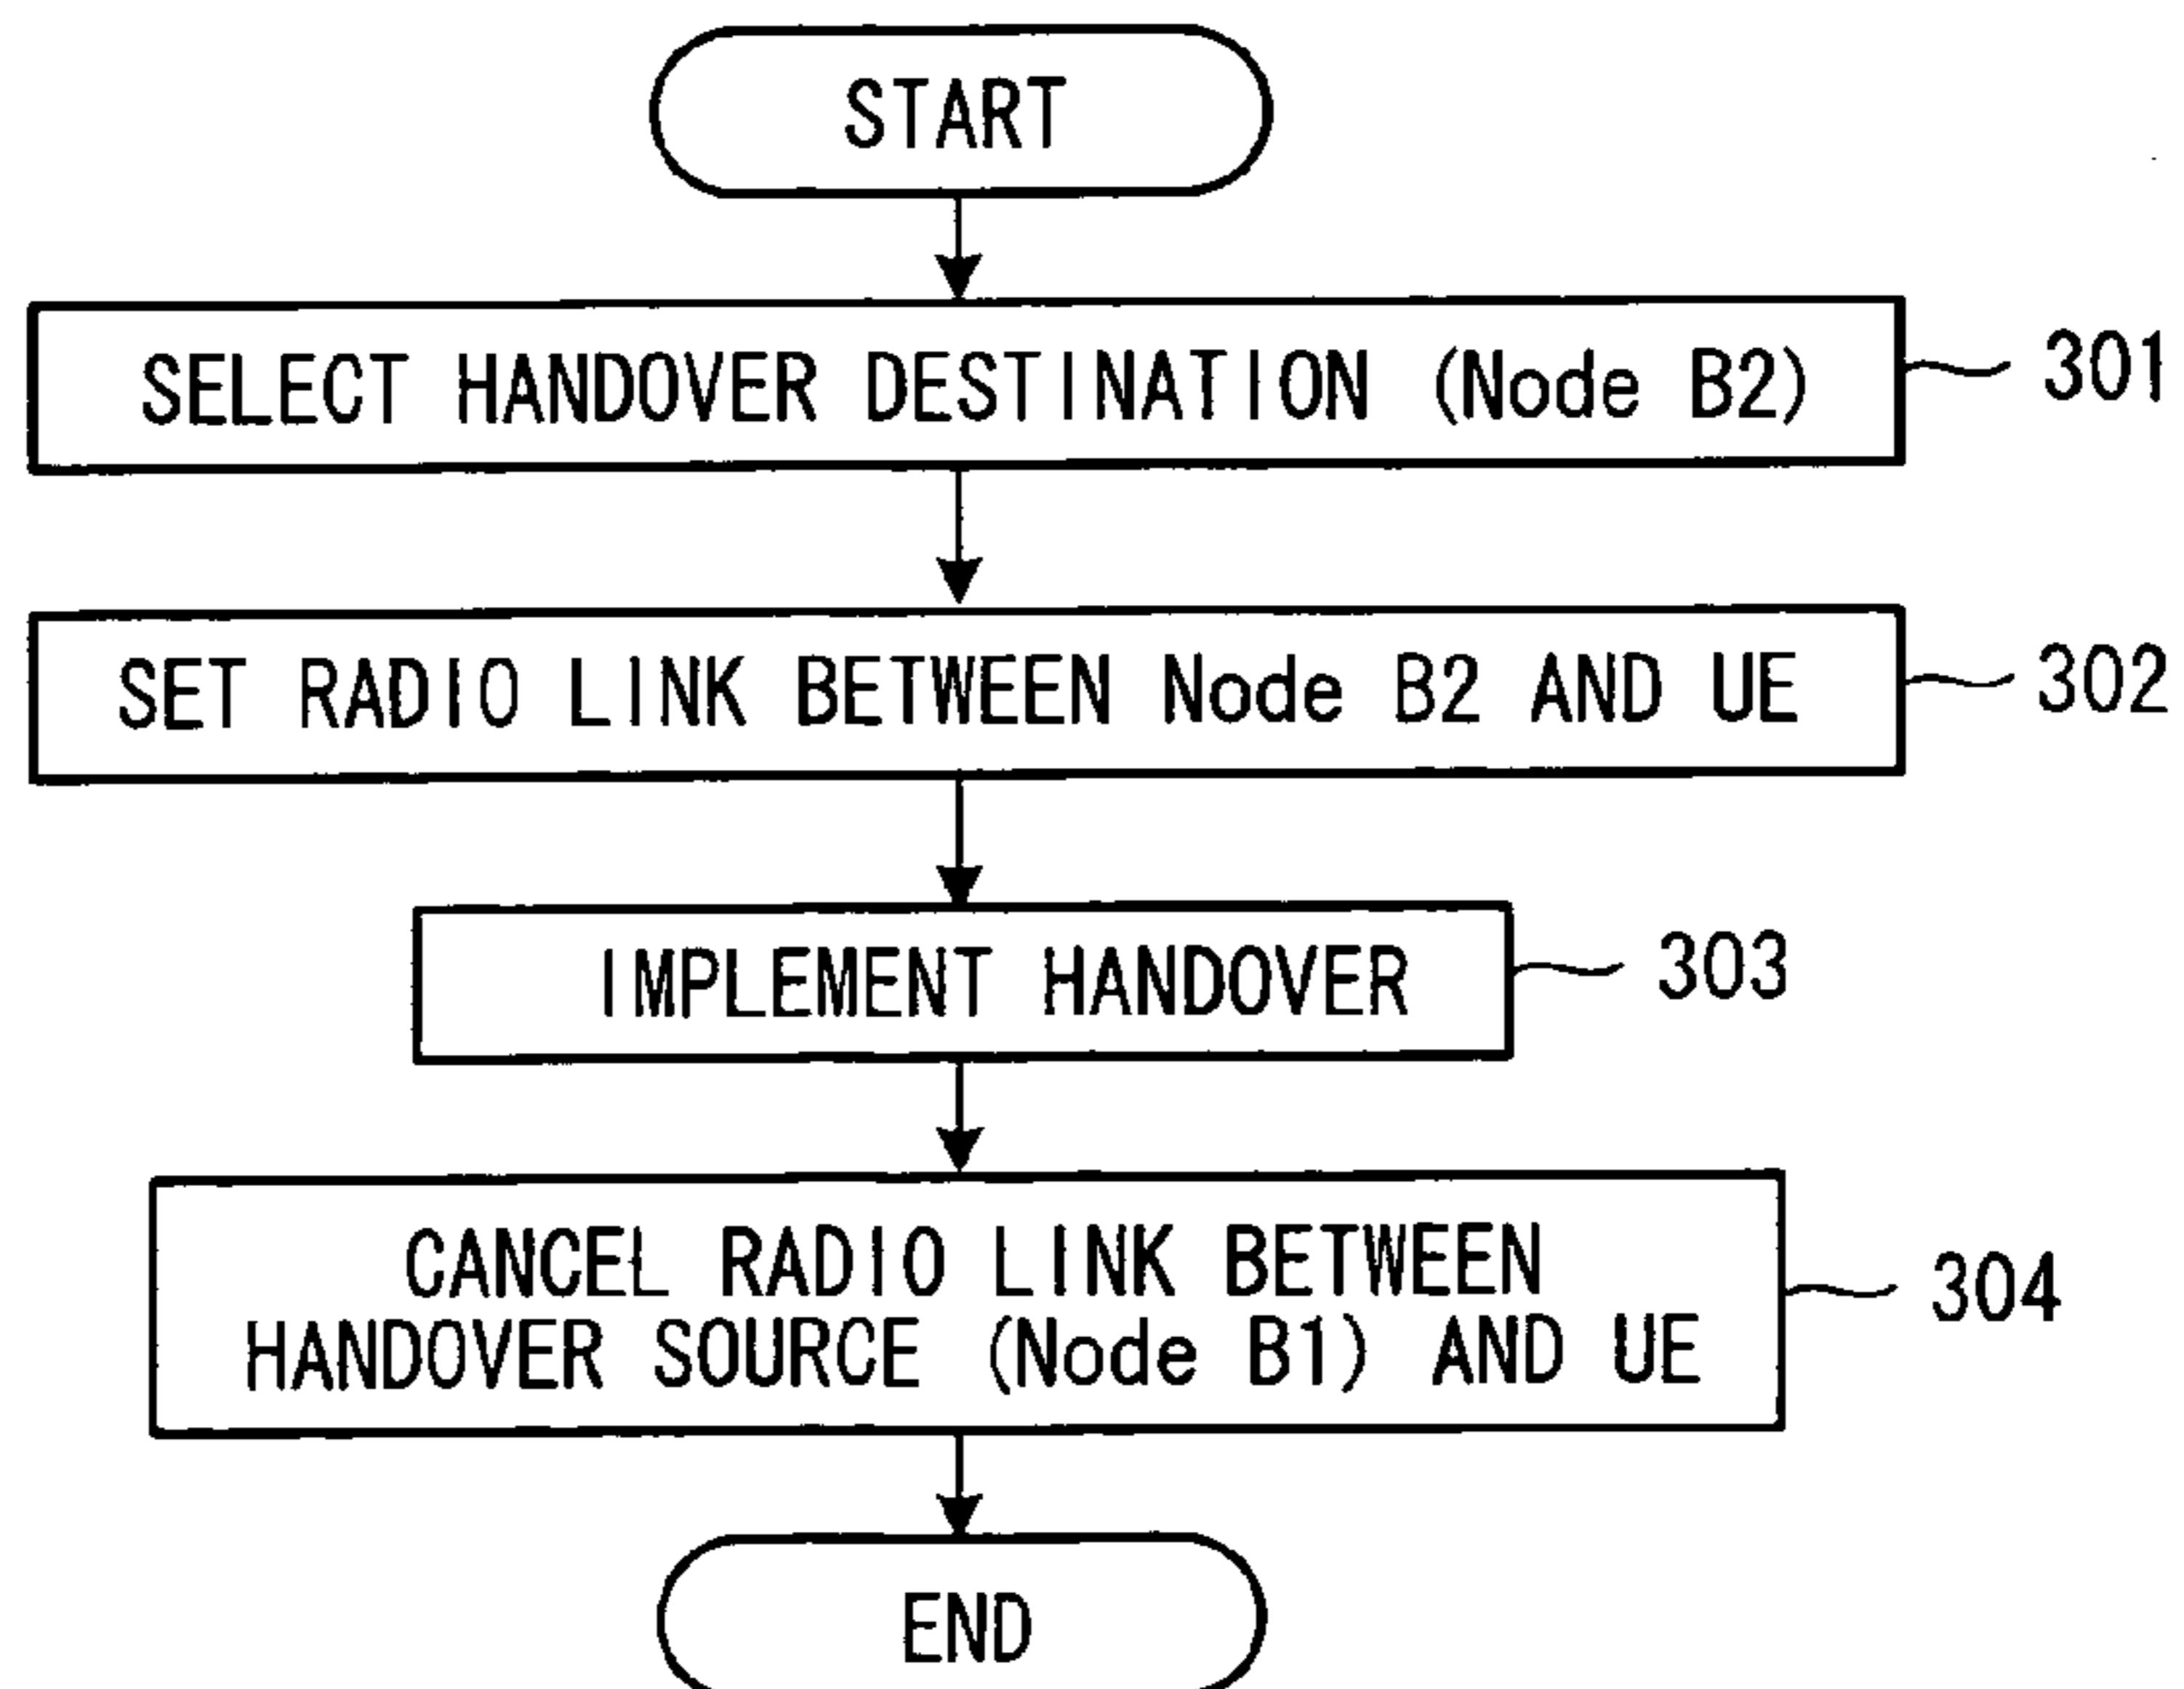 START
SELECT HANDOVER DESTINATION (Node B2)
301
SET RADIO LINK BETWEEN Node B2 AND UE
302
IMPLEMENT HANDOVER
303
CANCEL RADIO LINK BETWEEN
HANDOVER SOURCE (Node B1) AND UE
304
END